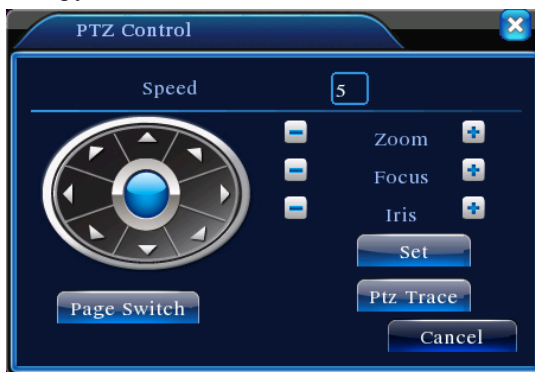 PTZ Control
Speed 5
Zoom
Focus
Iris
Set
Page Switch
Ptz Trace
Cancel